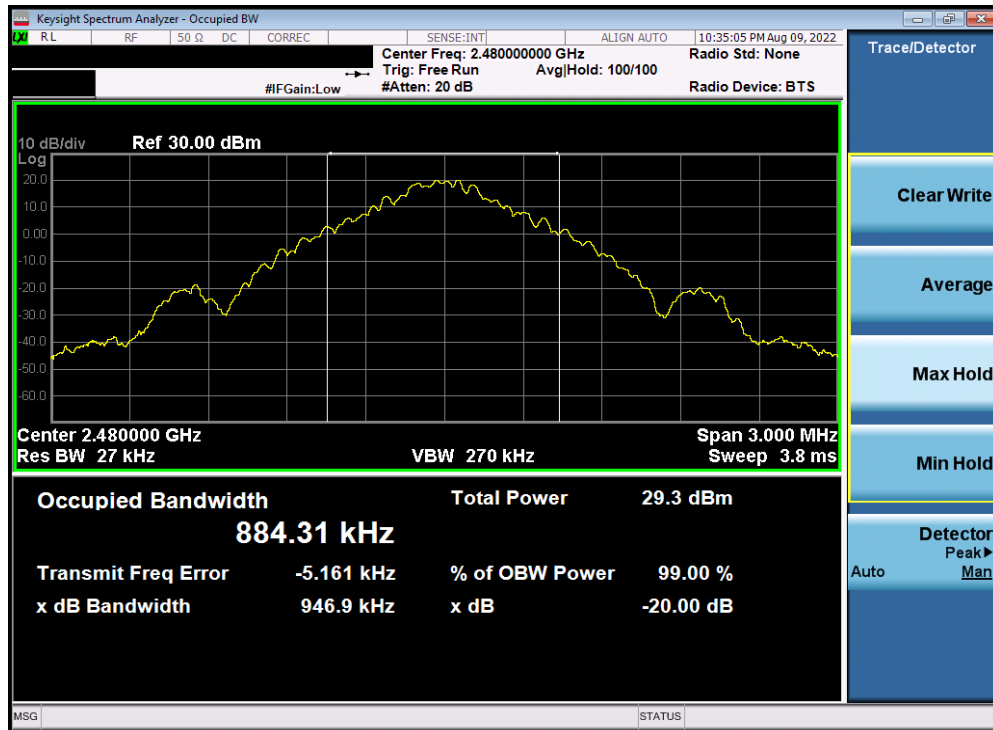 Keysight Spectrum Analyzer - Occupied BW
LXI RL RF 50 Ω DC CORREC SENSE:INT ALIGN AUTO 10:35:05 PM Aug 09, 2022
Center Freq: 2.480000000 GHz Radio Std: None
Trig: Free Run Avg|Hold: 100/100
#IFGain:Low #Atten: 20 dB Radio Device: BTS
10 dB/div Ref 30.00 dBm
Log
20.0
10.0
0.00
-10.0
-20.0
-30.0
-40.0
-50.0
-60.0
Center 2.480000 GHz Span 3.000 MHz
Res BW 27 kHz VBW 270 kHz Sweep 3.8 ms
Occupied Bandwidth Total Power 29.3 dBm
884.31 kHz
Transmit Freq Error -5.161 kHz % of OBW Power 99.00 %
x dB Bandwidth 946.9 kHz x dB -20.00 dB
MSG STATUS
Trace/Detector
Clear Write
Average
Max Hold
Min Hold
Detector
Peak▶
Auto Man